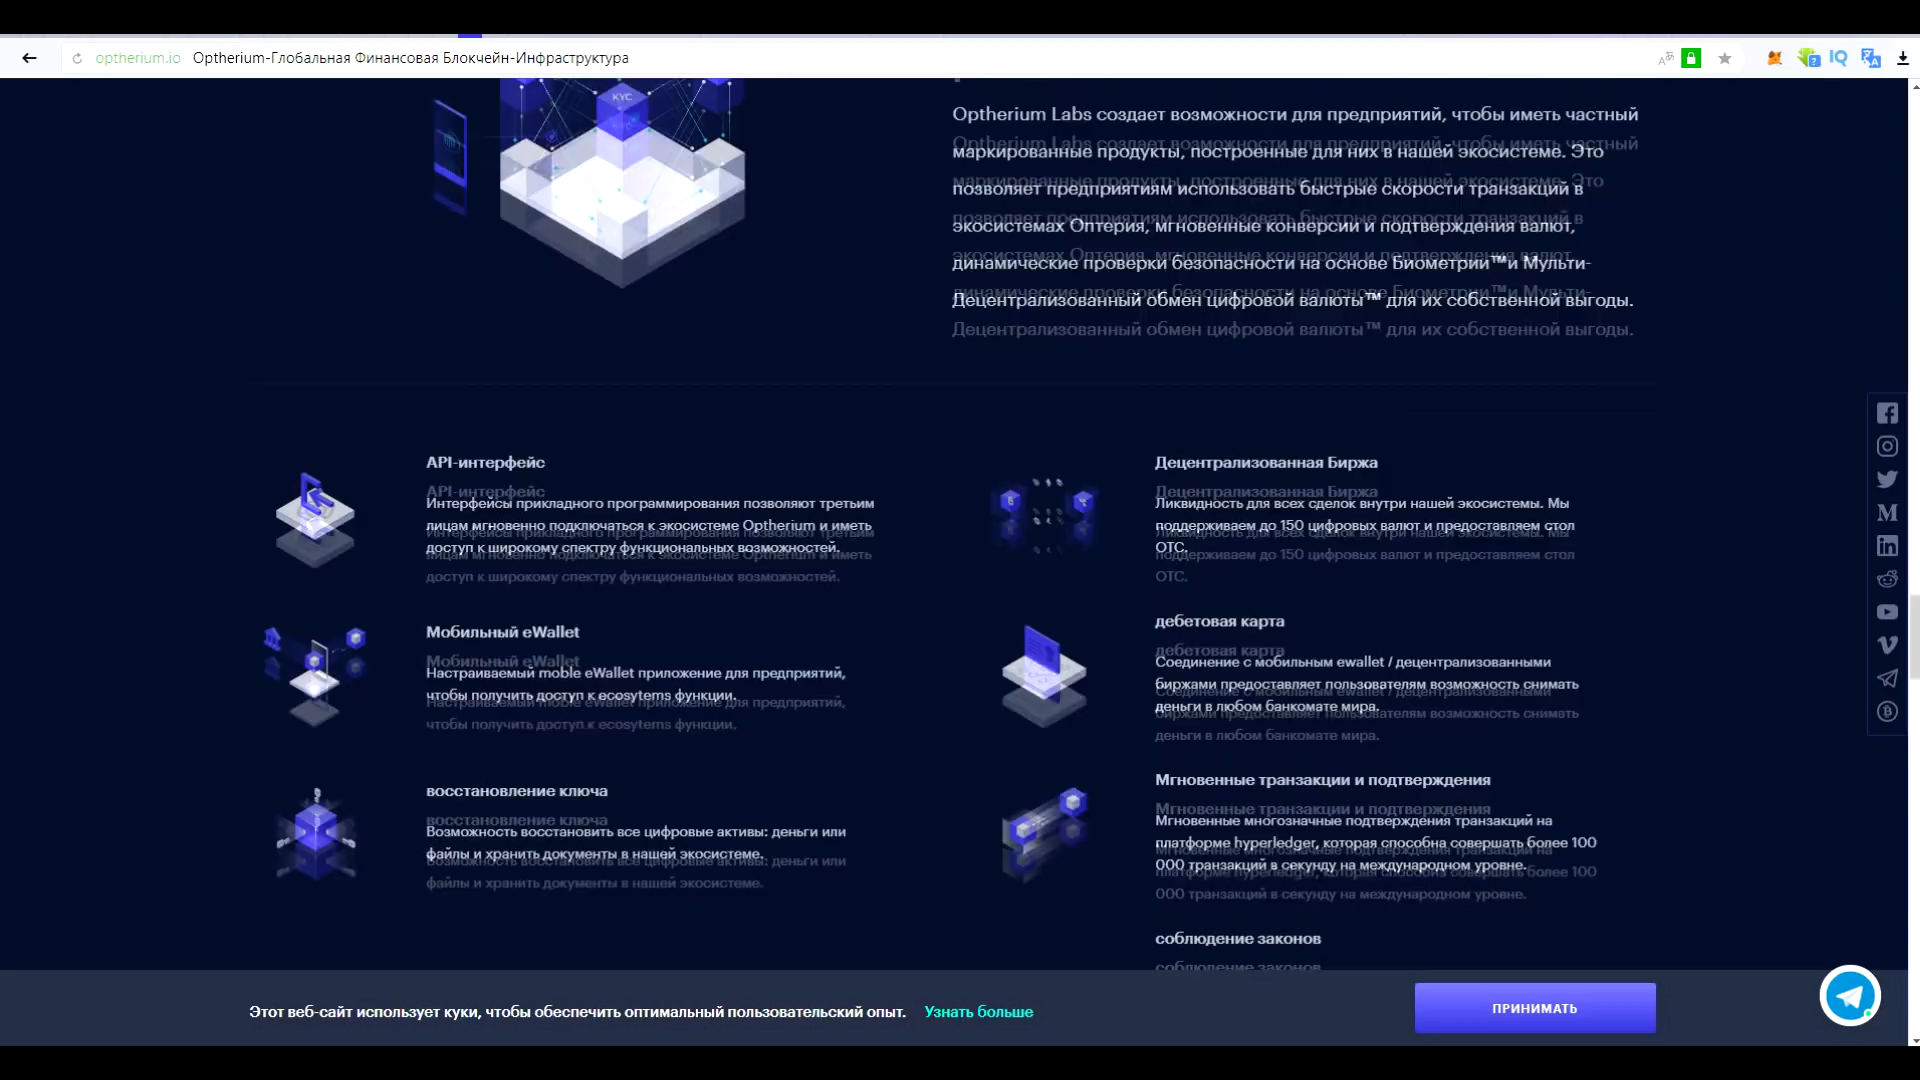 optherium.io Optherium-Глобальная Финансовая Блокчейн-Инфраструктура
KYC
Optherium Labs создает возможности для предприятий, чтобы иметь частный
маркированные продукты, построенные для них в нашей экосистеме. Это
позволяет предприятиям использовать быстрые скорости транзакций в
экосистемах Оптерия, мгновенные конверсии и подтверждения валют,
динамические проверки безопасности на основе Биометрии™и Мульти-
Децентрализованный обмен цифровой валюты™ для их собственной выгоды.
API-интерфейс
Интерфейсы прикладного программирования позволяют третьим
лицам мгновенно подключаться к экосистеме Optherium и иметь
доступ к широкому спектру функциональных возможностей.
Децентрализованная Биржа
Ликвидность для всех сделок внутри нашей экосистемы. Мы
поддерживаем до 150 цифровых валют и предоставляем стол
ОТС.
Мобильный eWallet
Настраиваемый moble eWallet приложение для предприятий,
чтобы получить доступ к ecosytems функции.
дебетовая карта
Соединение с мобильным ewallet / децентрализованными
биржами предоставляет пользователям возможность снимать
деньги в любом банкомате мира.
восстановление ключа
Возможность восстановить все цифровые активы: деньги или
файлы и хранить документы в нашей экосистеме.
Мгновенные транзакции и подтверждения
Мгновенные многозначные подтверждения транзакций на
платформе hyperledger, которая способна совершать более 100
000 транзакций в секунду на международном уровне.
соблюдение законов
Этот веб-сайт использует куки, чтобы обеспечить оптимальный пользовательский опыт. Узнать больше
ПРИНИМАТЬ